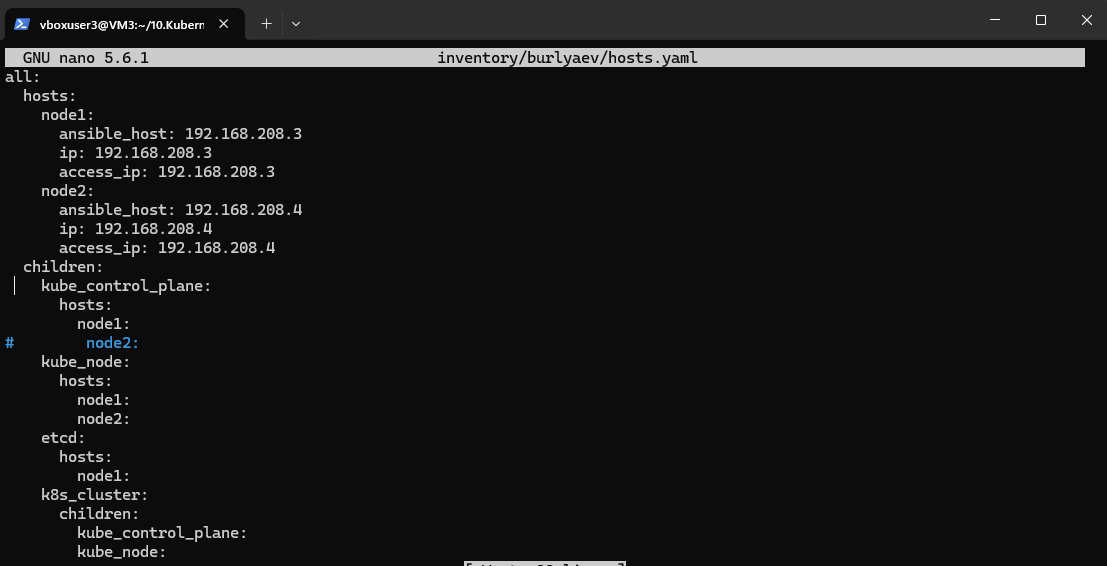 vboxuser3@VM3:~/10.Kuberr
GNU nano 5.6.1 inventory/burlyaev/hosts.yaml
all:
  hosts:
    node1:
      ansible_host: 192.168.208.3
      ip: 192.168.208.3
      access_ip: 192.168.208.3
    node2:
      ansible_host: 192.168.208.4
      ip: 192.168.208.4
      access_ip: 192.168.208.4
  children:
    kube_control_plane:
      hosts:
        node1:
#        node2:
    kube_node:
      hosts:
        node1:
        node2:
    etcd:
      hosts:
        node1:
    k8s_cluster:
      children:
        kube_control_plane:
        kube_node: